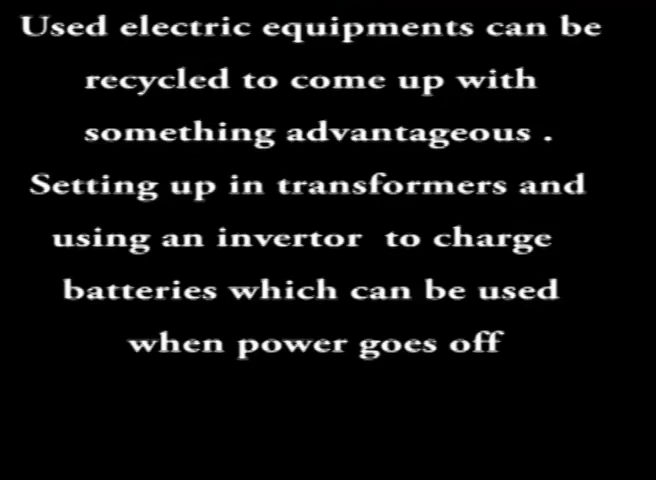 Used electric equipments can be
recycled to come up with
something advantageous .
Setting up in transformers and
using an invertor to charge
batteries which can be used
when power goes off